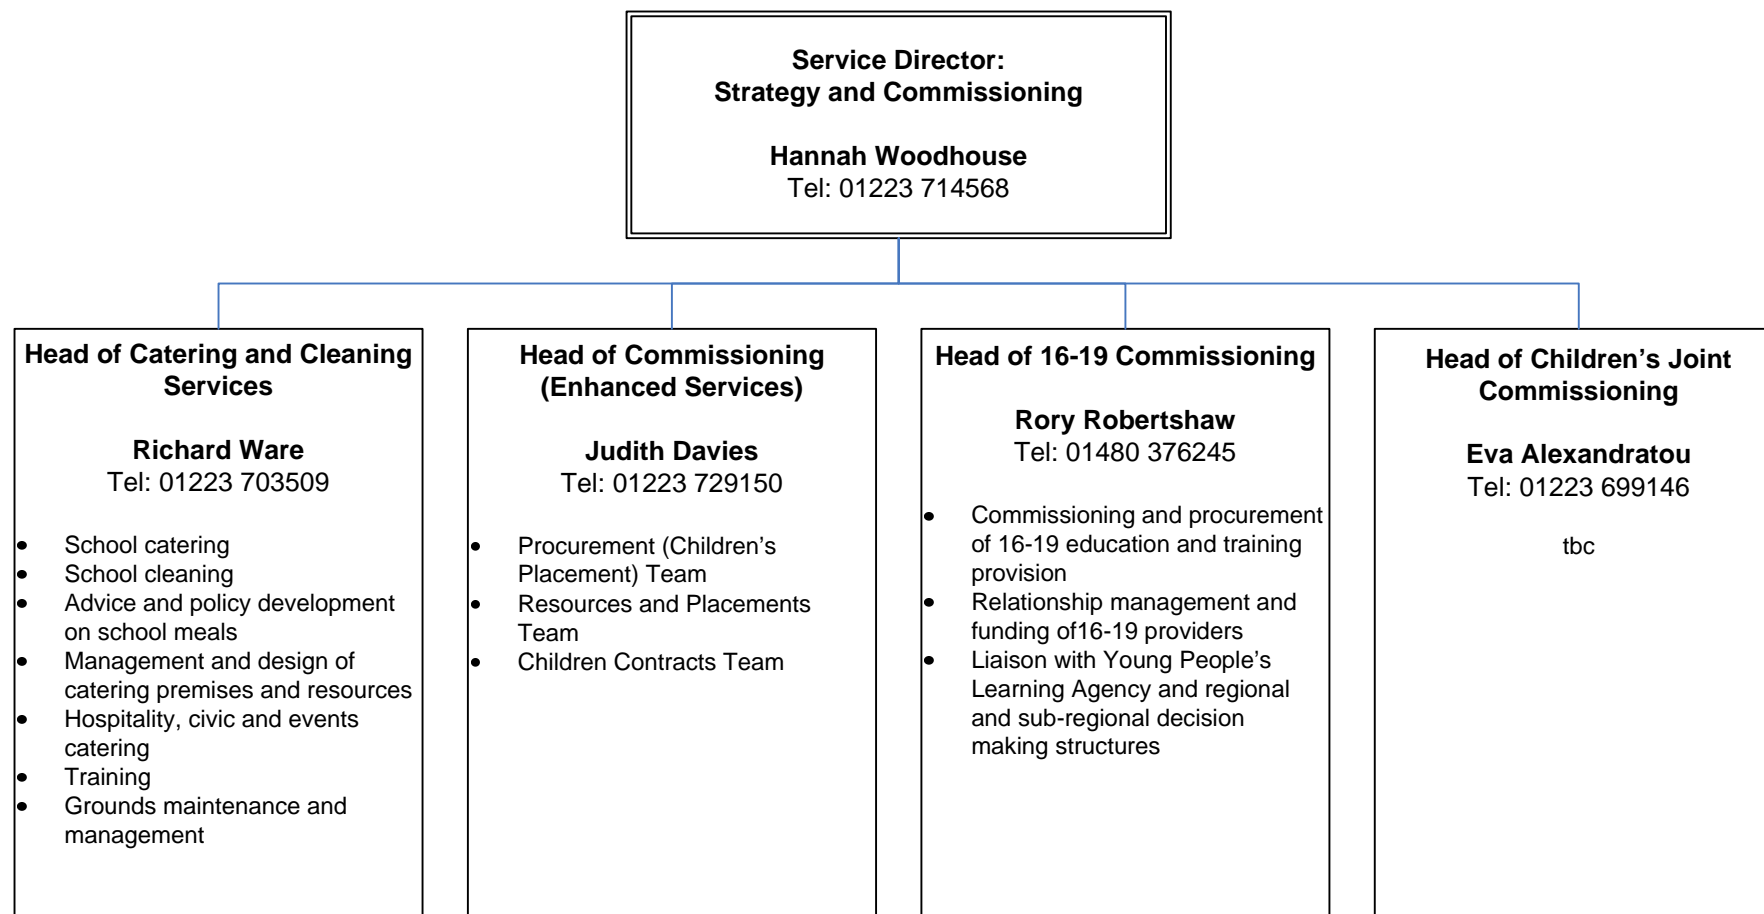 Service Director:
Strategy and Commissioning
Hannah Woodhouse
Tel: 01223 714568
Head of Catering and Cleaning
Services
Richard Ware
Tel: 01223 703509
• School catering
• School cleaning
• Advice and policy development
on school meals
• Management and design of
catering premises and resources
• Hospitality, civic and events
catering
• Training
• Grounds maintenance and
management
Head of Commissioning
(Enhanced Services)
Judith Davies
Tel: 01223 729150
• Procurement (Children’s
Placement) Team
• Resources and Placements
Team
• Children Contracts Team
Head of 16-19 Commissioning
Rory Robertshaw
Tel: 01480 376245
• Commissioning and procurement
of 16-19 education and training
provision
• Relationship management and
funding of16-19 providers
• Liaison with Young People’s
Learning Agency and regional
and sub-regional decision
making structures
Head of Children’s Joint
Commissioning
Eva Alexandratou
Tel: 01223 699146
tbc